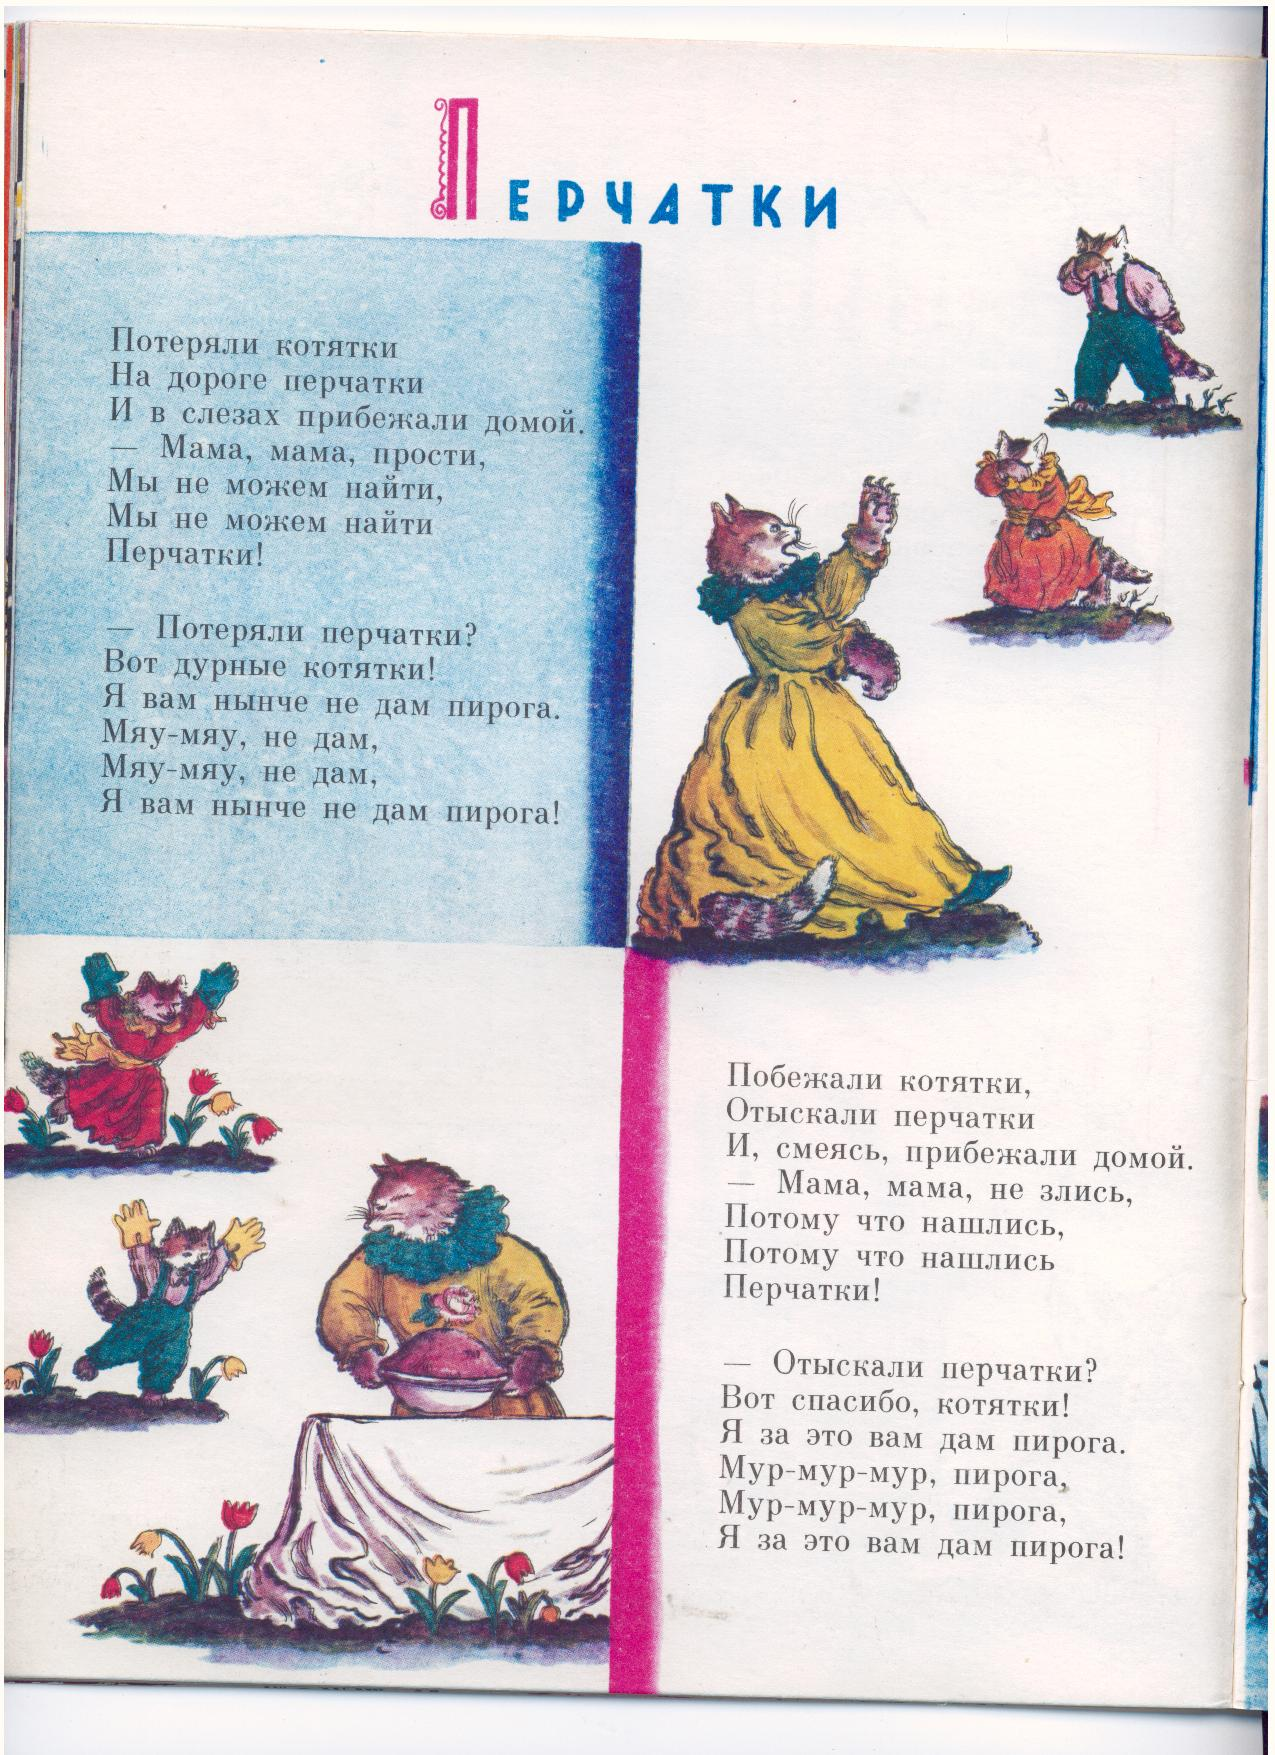 Перчатки
Потеряли котятки
На дороге перчатки
И в слезах прибежали домой.
— Мама, мама, прости,
Мы не можем найти,
Мы не можем найти
Перчатки!
— Потеряли перчатки?
Вот дурные котятки!
Я вам нынче не дам пирога.
Мяу-мяу, не дам,
Мяу-мяу, не дам,
Я вам нынче не дам пирога!
Побежали котятки,
Отыскали перчатки
И, смеясь, прибежали домой.
— Мама, мама, не злись,
Потому что нашлись,
Потому что нашлись
Перчатки!
— Отыскали перчатки?
Вот спасибо, котятки!
Я за это вам дам пирога.
Мур-мур-мур, пирога,
Мур-мур-мур, пирога,
Я за это вам дам пирога!